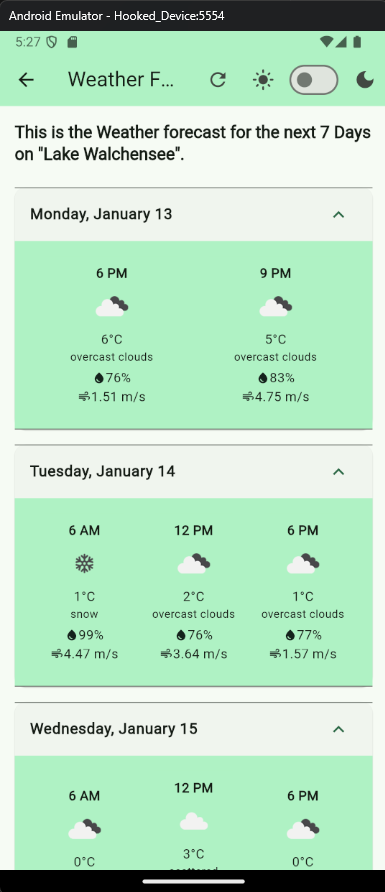 Android Emulator - Hooked_Device:5554
5:27
Weather F...
This is the Weather forecast for the next 7 Days
on "Lake Walchensee".
Monday, January 13
6 PM 9 PM
6°C 5°C
overcast clouds overcast clouds
76% 83%
1.51 m/s 4.75 m/s
Tuesday, January 14
6 AM 12 PM 6 PM
1°C 2°C 1°C
snow overcast clouds overcast clouds
99% 76% 77%
4.47 m/s 3.64 m/s 1.57 m/s
Wednesday, January 15
6 AM 12 PM 6 PM
0°C 3°C 0°C